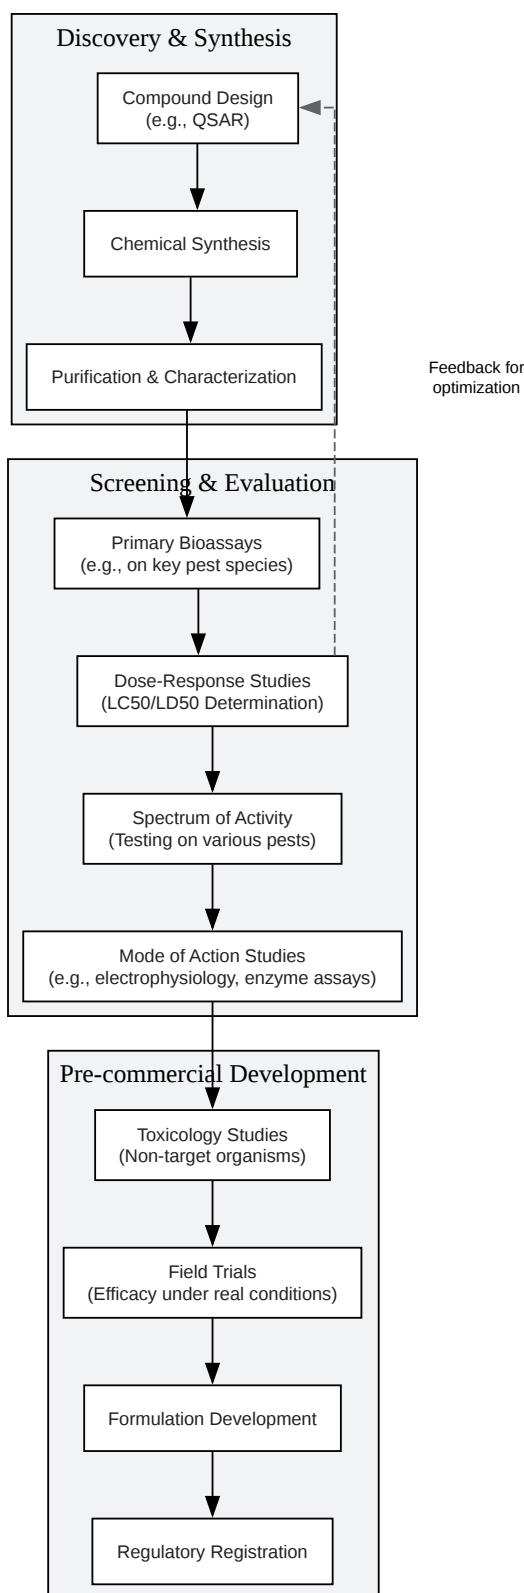 Discovery & Synthesis
Compound Design
(e.g., QSAR)
Chemical Synthesis
Purification & Characterization
Feedback for
optimization
Screening & Evaluation
Primary Bioassays
(e.g., on key pest species)
Dose-Response Studies
(LC50/LD50 Determination)
Spectrum of Activity
(Testing on various pests)
Mode of Action Studies
(e.g., electrophysiology, enzyme assays)
Pre-commercial Development
Toxicology Studies
(Non-target organisms)
Field Trials
(Efficacy under real conditions)
Formulation Development
Regulatory Registration